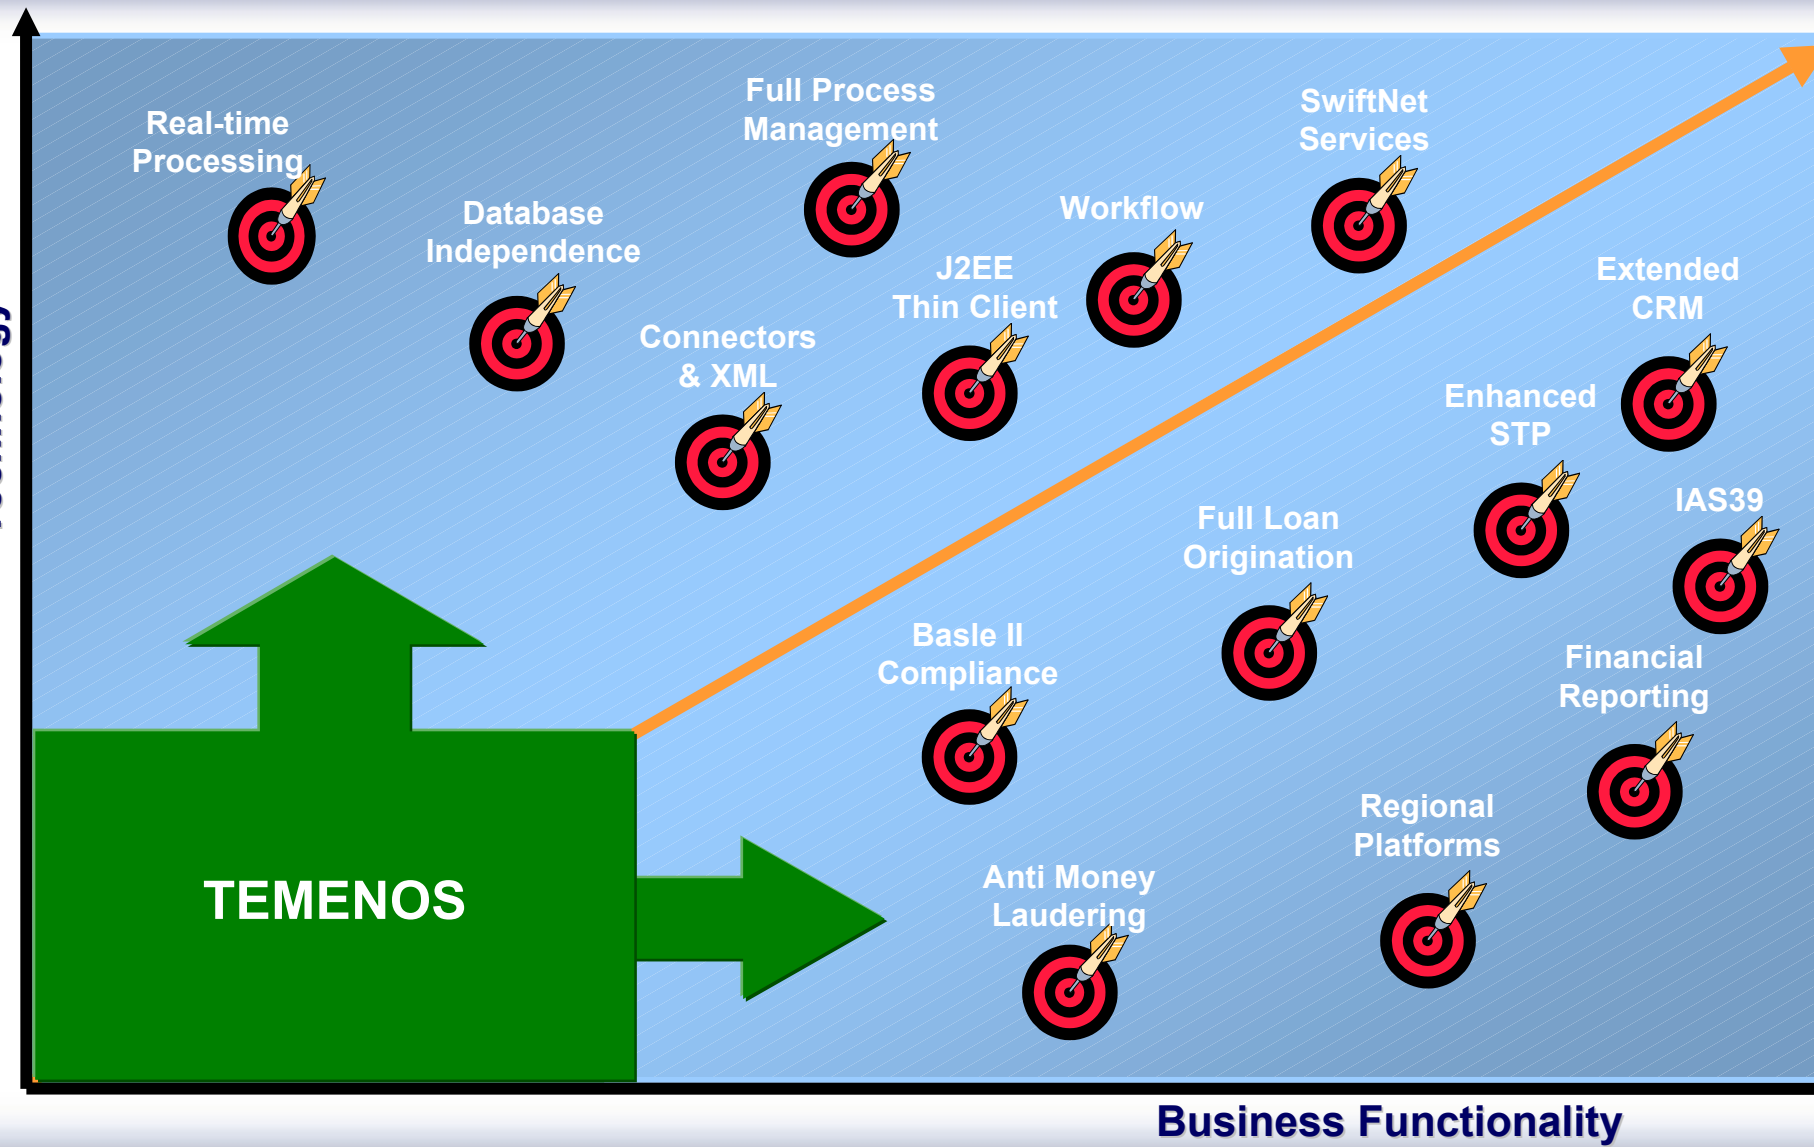 Full Process
Management
SwiftNet
Services
Real-time
Processing
Database
Independence
Workflow
J2EE
Thin Client
Extended
CRM
Connectors
& XML
Enhanced
STP
IAS39
Full Loan
Origination
Basle II
Compliance
Financial
Reporting
Regional
Platforms
Anti Money
Laudering
TEMENOS
Business Functionality